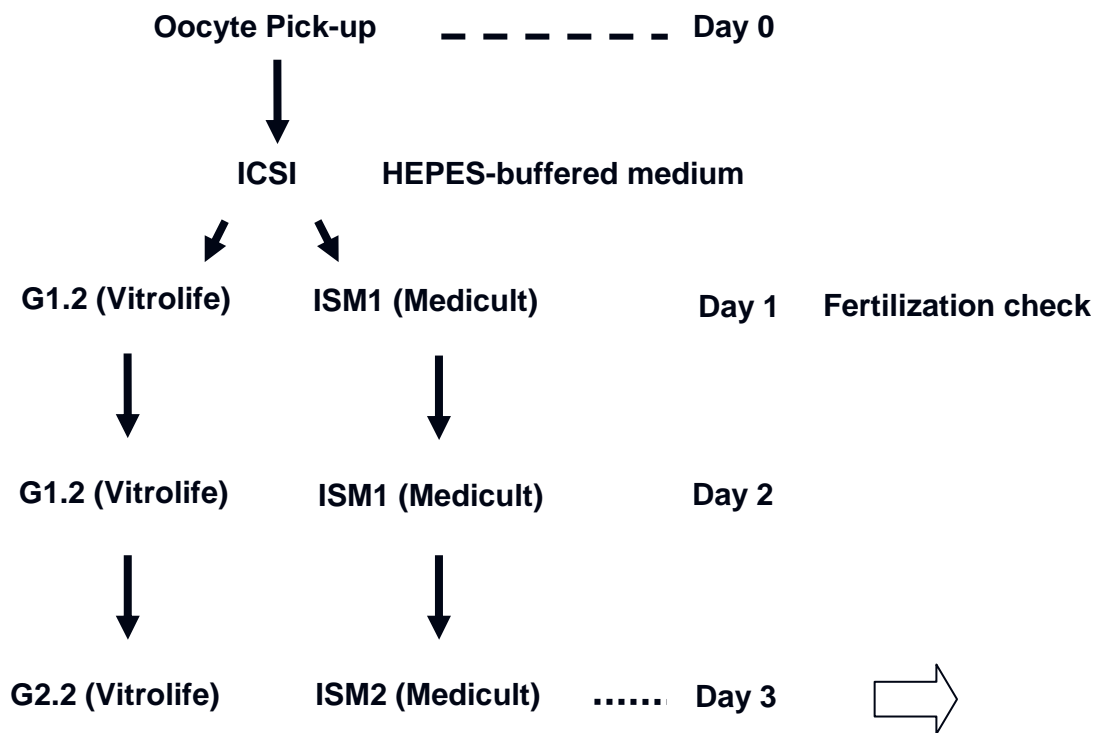 Oocyte Pick-up Day 0
ICSI HEPES-buffered medium
G1.2 (Vitrolife) ISM1 (Medicult) Day 1 Fertilization check
G1.2 (Vitrolife) ISM1 (Medicult) Day 2
G2.2 (Vitrolife) ISM2 (Medicult) ...... Day 3